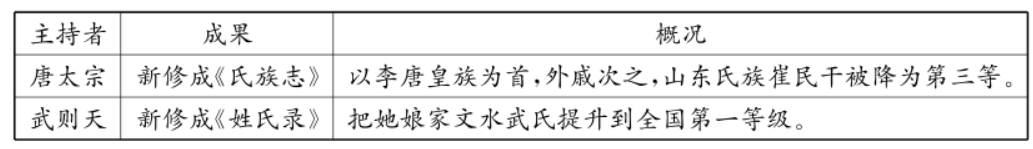 主持者 成果 概况
唐太宗 新修成《氏族志》 以李唐皇族为首,外戚次之,山东氏族崔民干被降为第三等。
武则天 新修成《姓氏录》 把她娘家文水武氏提升到全国第一等级。